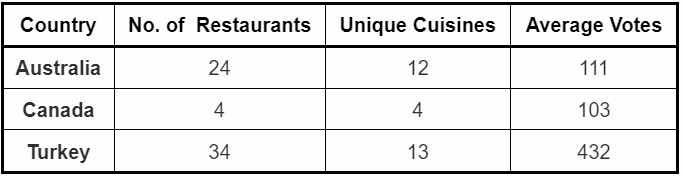 Country No. of Restaurants Unique Cuisines Average Votes
Australia 24 12 111
Canada 4 4 103
Turkey 34 13 432